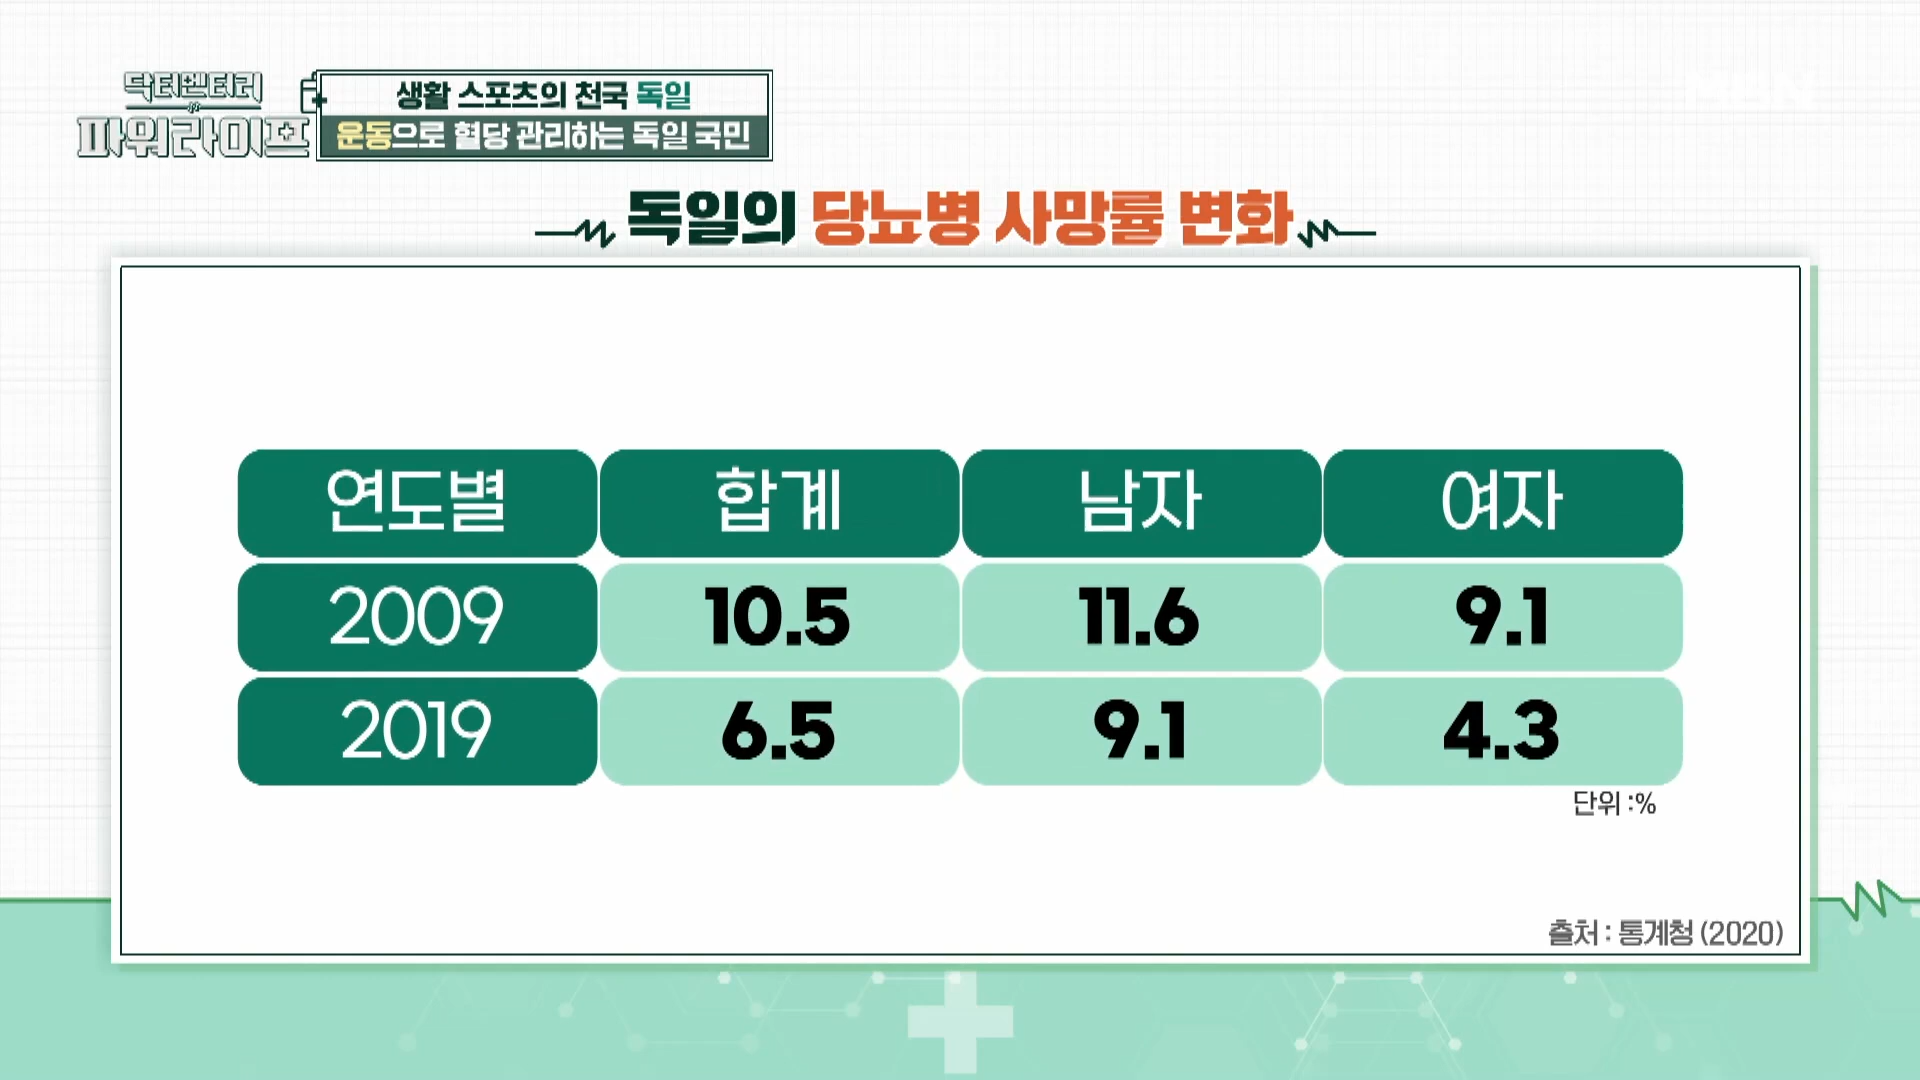 닥터벤터리
파워라이프
생활 스포츠의 천국 독일
운동으로 혈당 관리하는 독일 국민
독일의 당뇨병 사망률 변화
연도별 합계 남자 여자
2009 10.5 11.6 9.1
2019 6.5 9.1 4.3
단위 :%
출처 : 통계청 (2020)